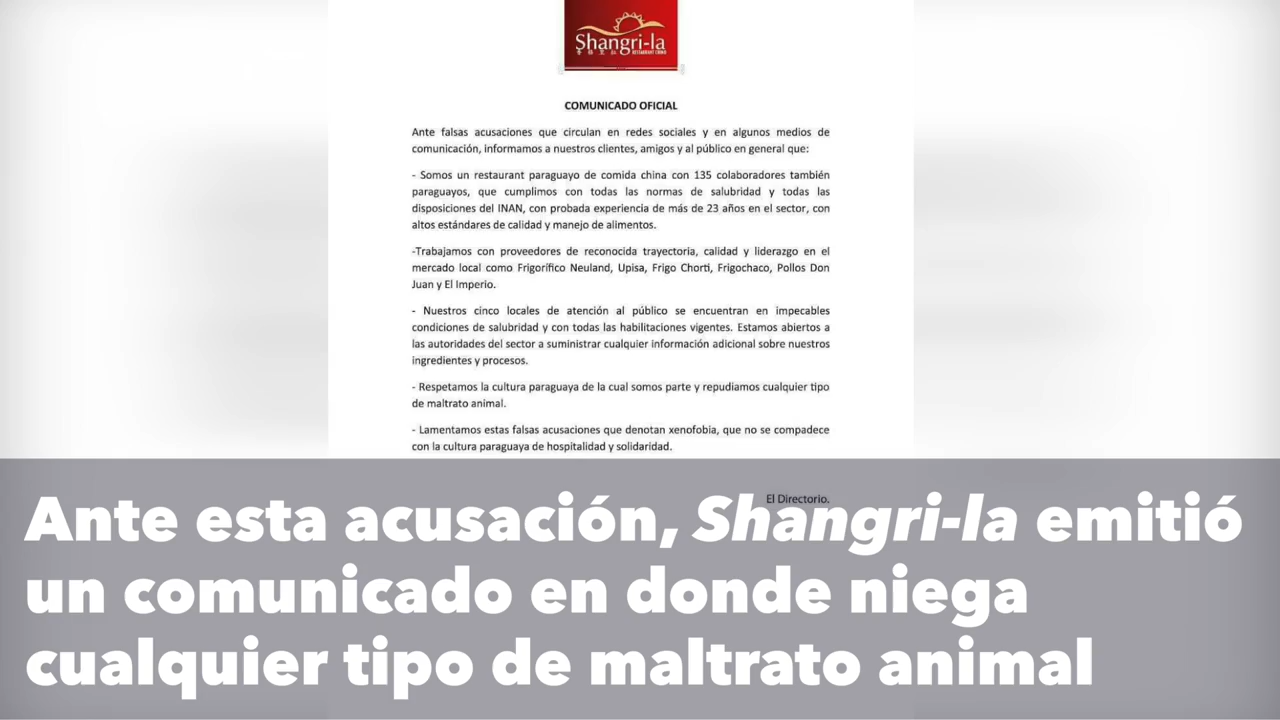 Shangri-la
RESTAURANT CHINO
COMUNICADO OFICIAL
Ante falsas acusaciones que circulan en redes sociales y en algunos medios de
comunicación, informamos a nuestros clientes, amigos y al público en general que:
- Somos un restaurant paraguayo de comida china con 135 colaboradores también
paraguayos, que cumplimos con todas las normas de salubridad y todas las
disposiciones del INAN, con probada experiencia de más de 23 años en el sector, con
altos estándares de calidad y manejo de alimentos.
-Trabajamos con proveedores de reconocida trayectoria, calidad y liderazgo en el
mercado local como Frigorífico Neuland, Upisa, Frigo Chorti, Frigochaco, Pollos Don
Juan y El Imperio.
- Nuestros cinco locales de atención al público se encuentran en impecables
condiciones de salubridad y con todas las habilitaciones vigentes. Estamos abiertos a
las autoridades del sector a suministrar cualquier información adicional sobre nuestros
ingredientes y procesos.
- Respetamos la cultura paraguaya de la cual somos parte y repudiamos cualquier tipo
de maltrato animal.
- Lamentamos estas falsas acusaciones que denotan xenofobia, que no se compadece
con la cultura paraguaya de hospitalidad y solidaridad.
El Directorio.
Ante esta acusación, Shangri-la emitió
un comunicado en donde niega
cualquier tipo de maltrato animal